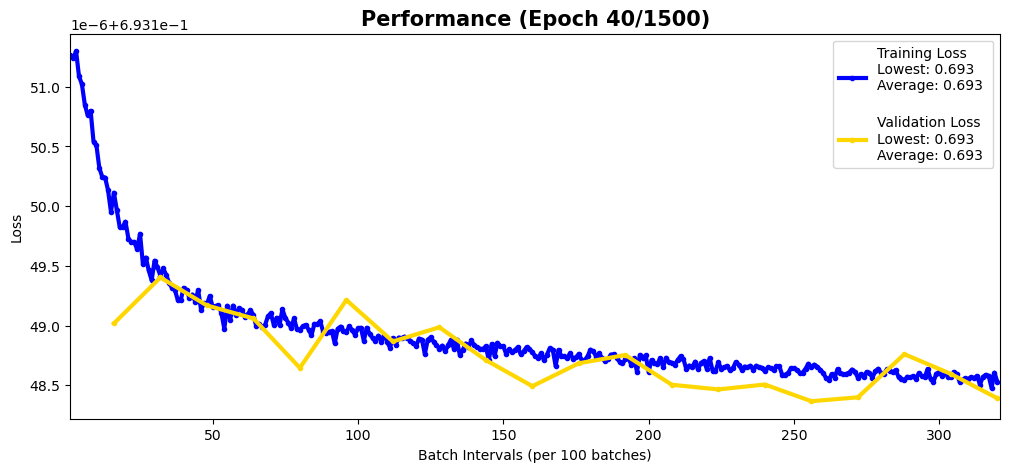 Performance (Epoch 40/1500)
1e-6+6.931e-1
Training Loss
Lowest: 0.693
Average: 0.693
Validation Loss
Lowest: 0.693
Average: 0.693
51.0
50.5
50.0
49.5
49.0
48.5
Loss
50
100
150
200
250
300
Batch Intervals (per 100 batches)